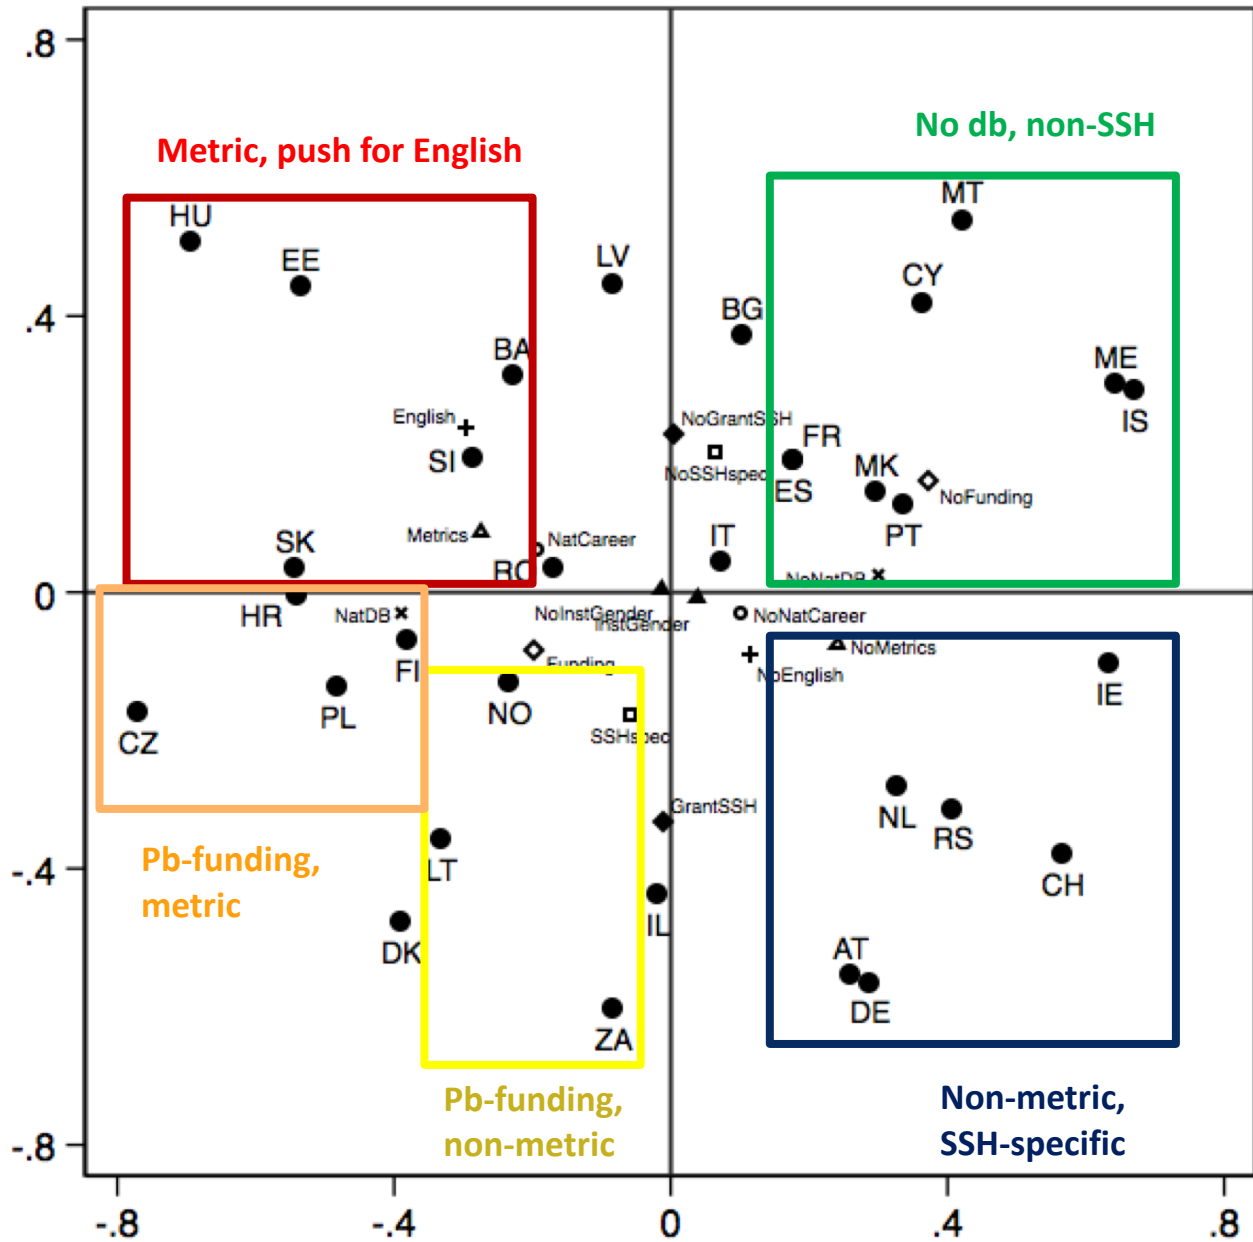 .8
No db, non-SSH
Metric, push for English
MT
HU
EE
LV
CY
BG
.4
BA
ME
English
NoGrantSSH
IS
SI
FR
NoSSHspec
MK
ES
NoFunding
Metrics
NatCareer
IT
PT
SK
RO
NoNatDB
0
HR
NatDB
NoInstGender
InstGender
NoNatCareer
FI
Funding
NoMetrics
NoEnglish
IE
PL
NO
CZ
SSHspec
GrantSSH
NL
RS
Pb-funding,
metric
LT
-.4
CH
IL
DK
AT
DE
ZA
Pb-funding,
non-metric
Non-metric,
SSH-specific
-.8
-.8
-.4
0
.4
.8